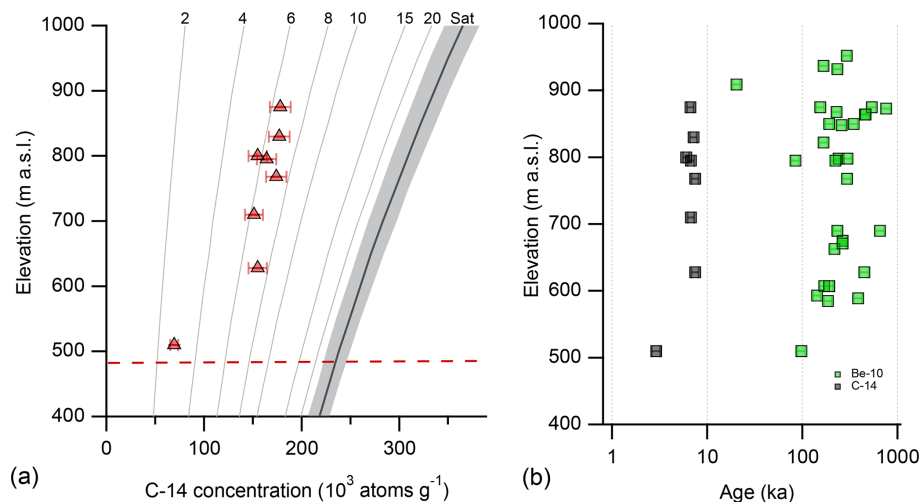 2 4 6 8 10 15 20 Sat
1000
900
800
700
600
500
400
Elevation (m a.s.l.)
0 100 200 300
C-14 concentration (10³ atoms g⁻¹)
(a)
1000
900
800
700
600
500
400
Elevation (m a.s.l.)
Be-10
C-14
1 10 100 1000
Age (ka)
(b)